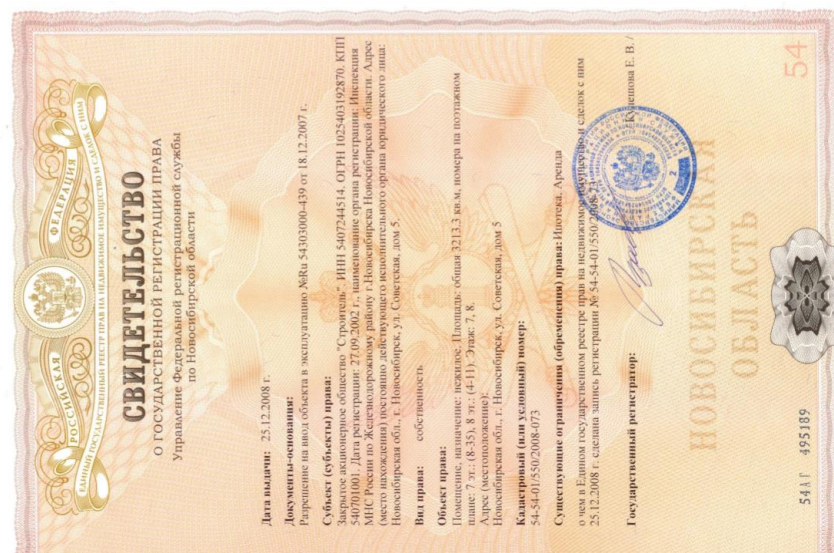 РОССИЙСКАЯ ФЕДЕРАЦИЯ
ЕДИНЫЙ ГОСУДАРСТВЕННЫЙ РЕЕСТР ПРАВ НА НЕДВИЖИМОЕ ИМУЩЕСТВО И СДЕЛОК С НИМ
СВИДЕТЕЛЬСТВО
О ГОСУДАРСТВЕННОЙ РЕГИСТРАЦИИ ПРАВА
Управление Федеральной регистрационной службы
по Новосибирской области
Дата выдачи: 25.12.2008 г.
Документы-основания:
Разрешение на ввод объекта в эксплуатацию №Ru 54303000-439 от 18.12.2007 г.
Субъект (субъекты) права:
Закрытое акционерное общество "Строитель", ИНН 5407244514, ОГРН 1025403192870, КПП
540701001. Дата регистрации: 27.09.2002 г., наименование органа регистрации: Инспекция
МНС России по Железнодорожному району г. Новосибирска Новосибирской области. Адрес
(место нахождения) постоянно действующего исполнительного органа юридического лица:
Новосибирская обл., г. Новосибирск, ул. Советская, дом 5.
Вид права: собственность
Объект права:
Помещение, назначение: нежилое. Площадь: общая 3213.3 кв.м, номера на поэтажном
плане: 7 эт.: (8-35), 8 эт.: (4-11). Этаж: 7, 8.
Адрес (местоположение):
Новосибирская обл., г. Новосибирск, ул. Советская, дом 5
Кадастровый (или условный) номер:
54-54-01/550/2008-073
Существующие ограничения (обременения) права: Ипотека. Аренда
о чем в Едином государственном реестре прав на недвижимое имущество и сделок с ним
25.12.2008 г. сделана запись регистрации № 54-54-01/550/2008-73
Государственный регистратор: Е. В./
НОВОСИБИРСКАЯ
ОБЛАСТЬ
54
54АГ 495189